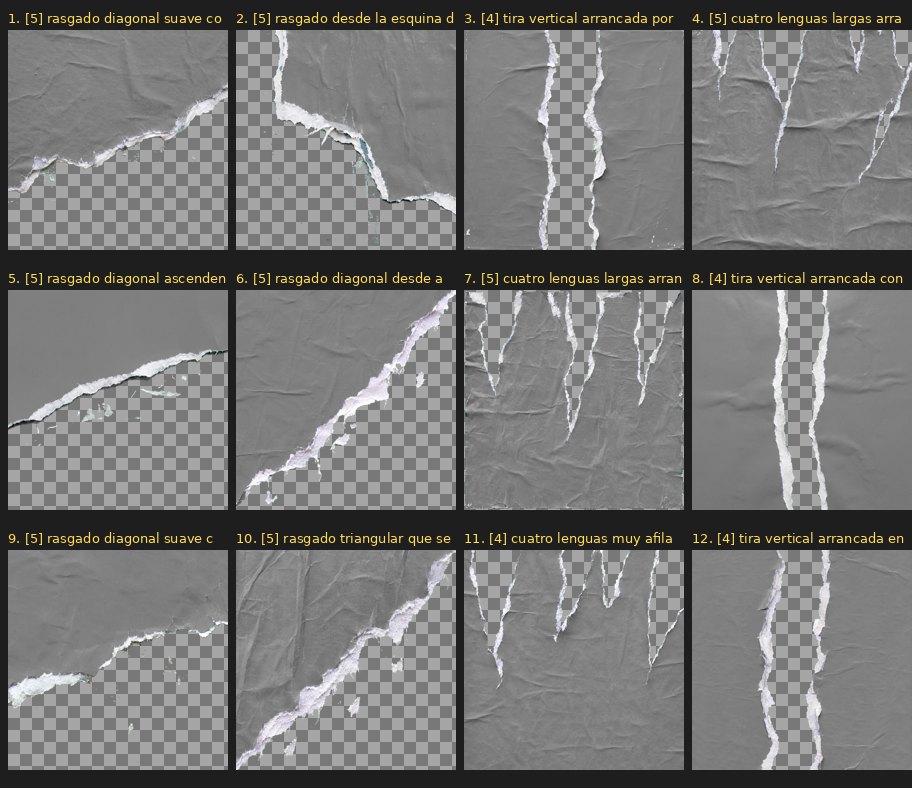 1. [5] rasgado diagonal suave co
2. [5] rasgado desde la esquina d
3. [4] tira vertical arrancada por
4. [5] cuatro lenguas largas arra
5. [5] rasgado diagonal ascenden
6. [5] rasgado diagonal desde a
7. [5] cuatro lenguas largas arran
8. [4] tira vertical arrancada con
9. [5] rasgado diagonal suave c
10. [5] rasgado triangular que se
11. [4] cuatro lenguas muy afila
12. [4] tira vertical arrancada en